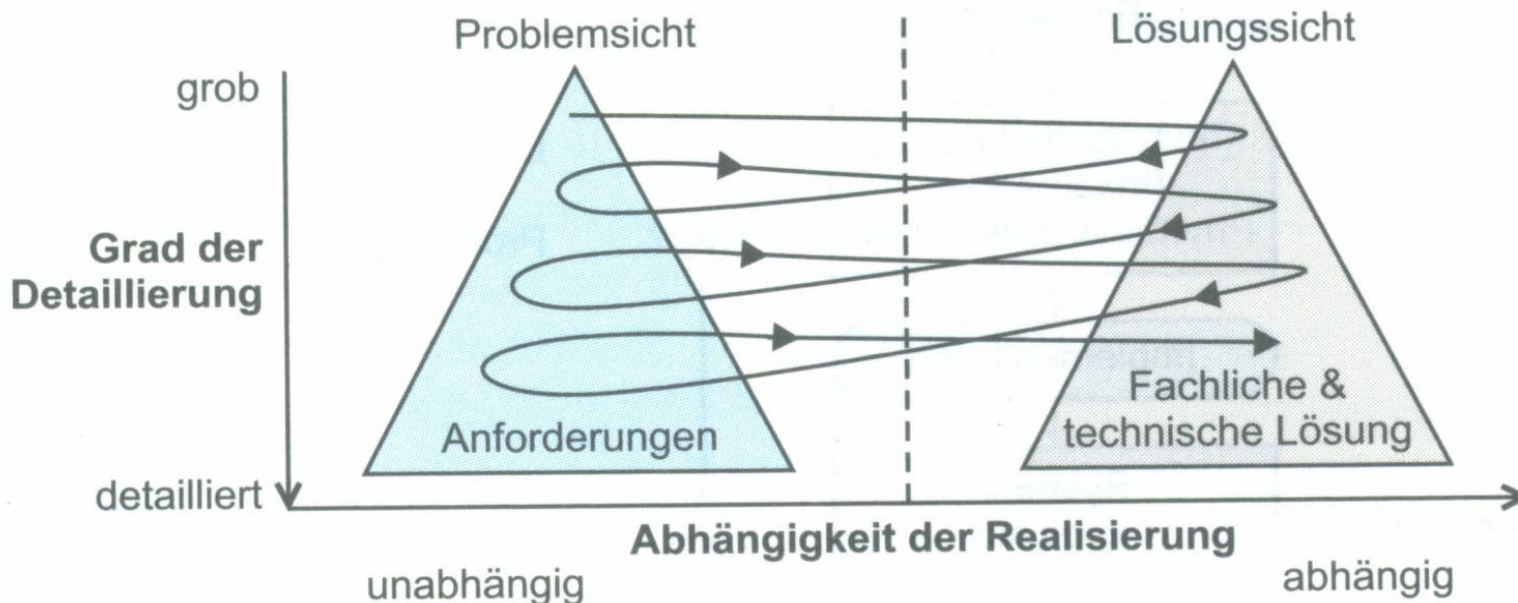 Problemsicht
Lösungssicht
grob
Grad der
Detaillierung
Anforderungen
Fachliche &
technische Lösung
detailliert
Abhängigkeit der Realisierung
unabhängig
abhängig